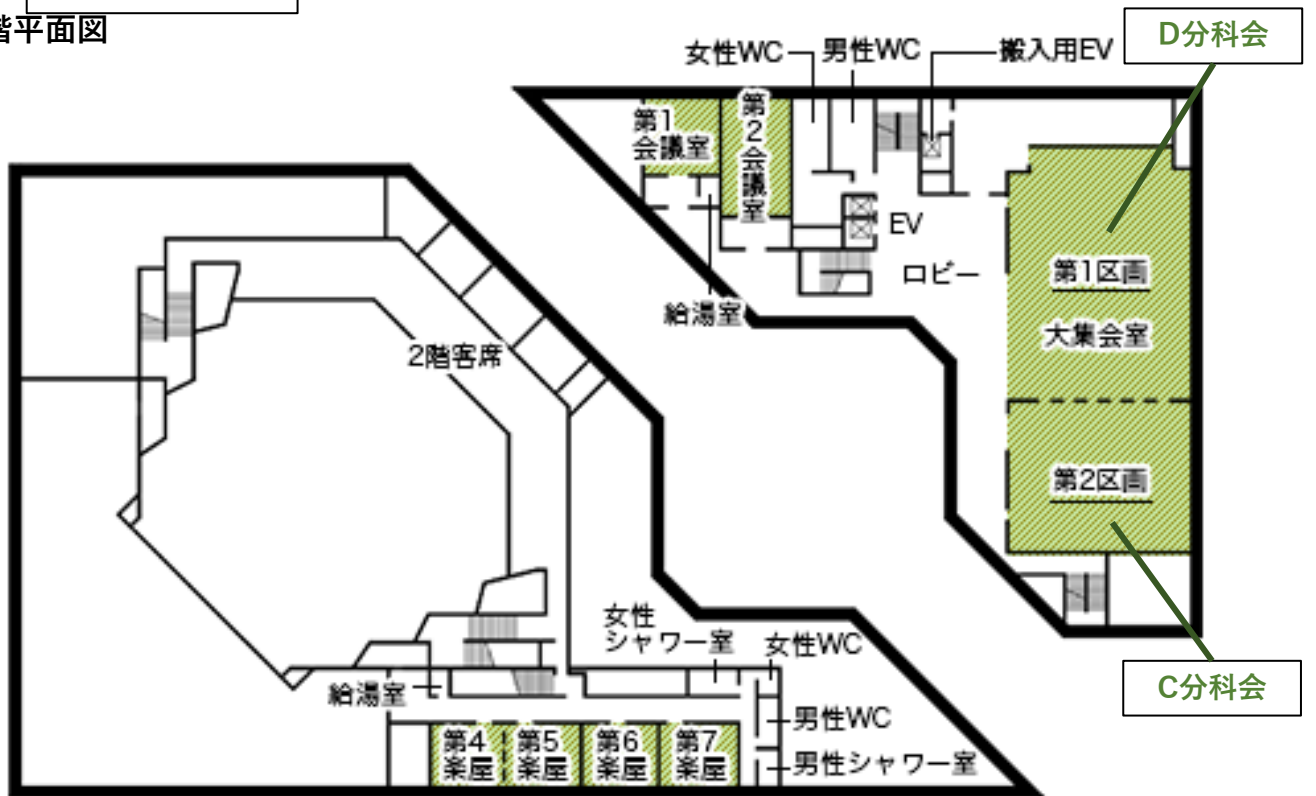 階平面図
D分科会
女性WC
男性WC
搬入用EV
第1
会議室
第2会議室
EV
ロビー
第1区画
給湯室
大集会室
2階客席
第2区画
女性
シャワー室
女性WC
C分科会
給湯室
男性WC
第4
楽屋
第5
楽屋
第6
楽屋
第7
楽屋
男性シャワー室